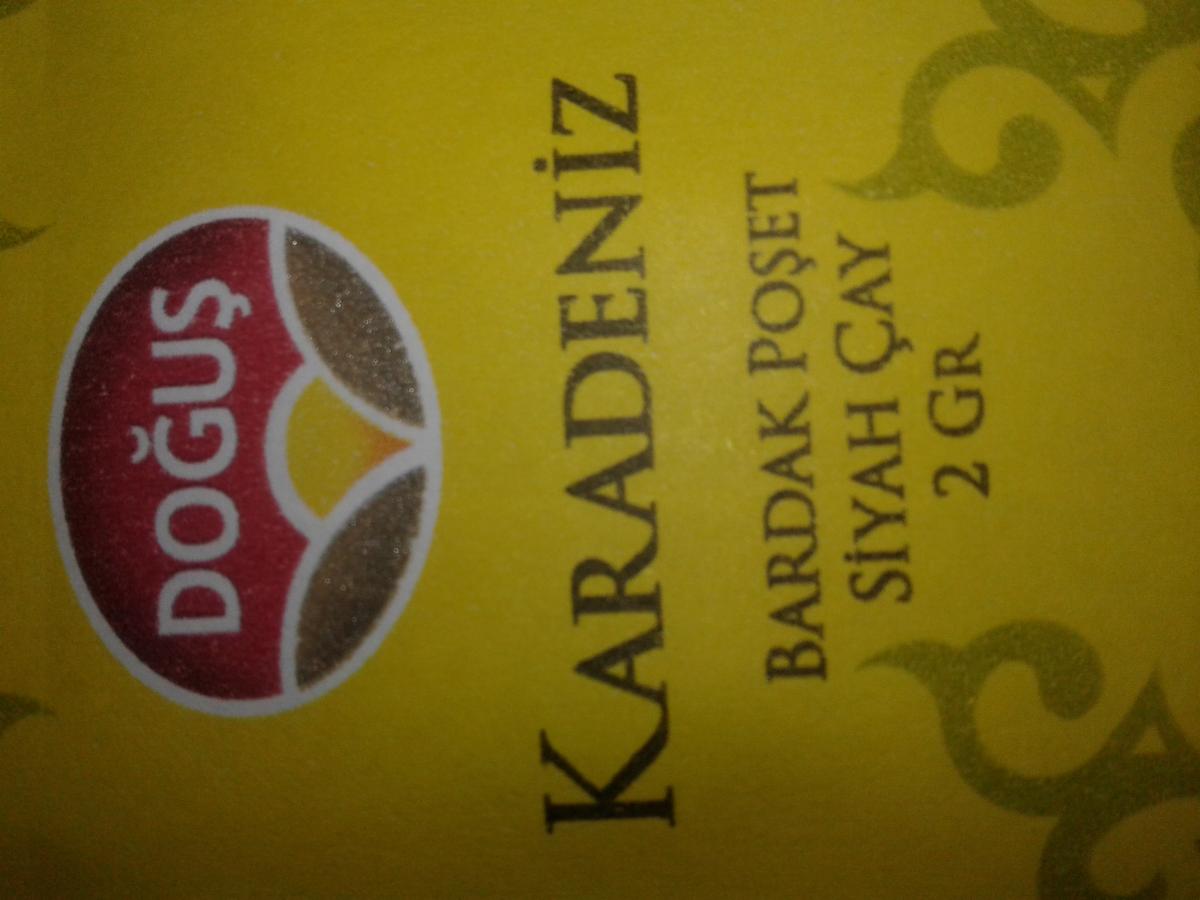 DOĞUŞ
KARADENİZ
BARDAK POŞET
SİYAH ÇAY
2 GR